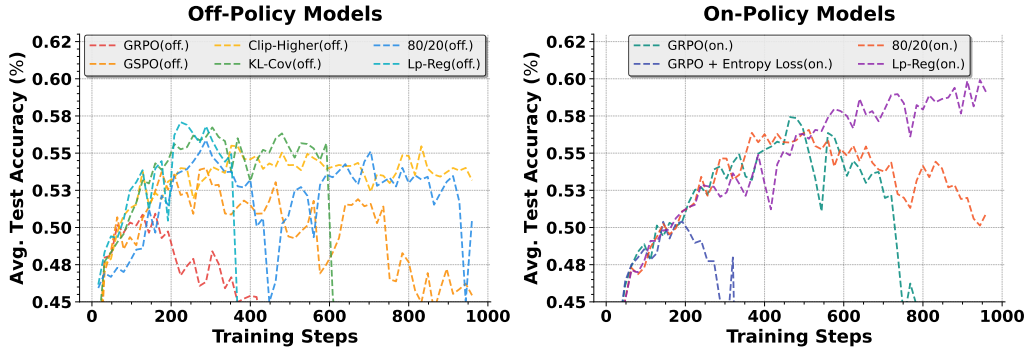 Off-Policy Models
GRPO(off.)
GSPO(off.)
Clip-Higher(off.)
KL-Cov(off.)
80/20(off.)
Lp-Reg(off.)
Avg. Test Accuracy (%)
0.62
0.60
0.58
0.55
0.53
0.50
0.48
0.45
0 200 400 600 800 1000
Training Steps
On-Policy Models
GRPO(on.)
GRPO + Entropy Loss(on.)
80/20(on.)
Lp-Reg(on.)
Avg. Test Accuracy (%)
0.62
0.60
0.58
0.55
0.53
0.50
0.48
0.45
0 200 400 600 800 1000
Training Steps